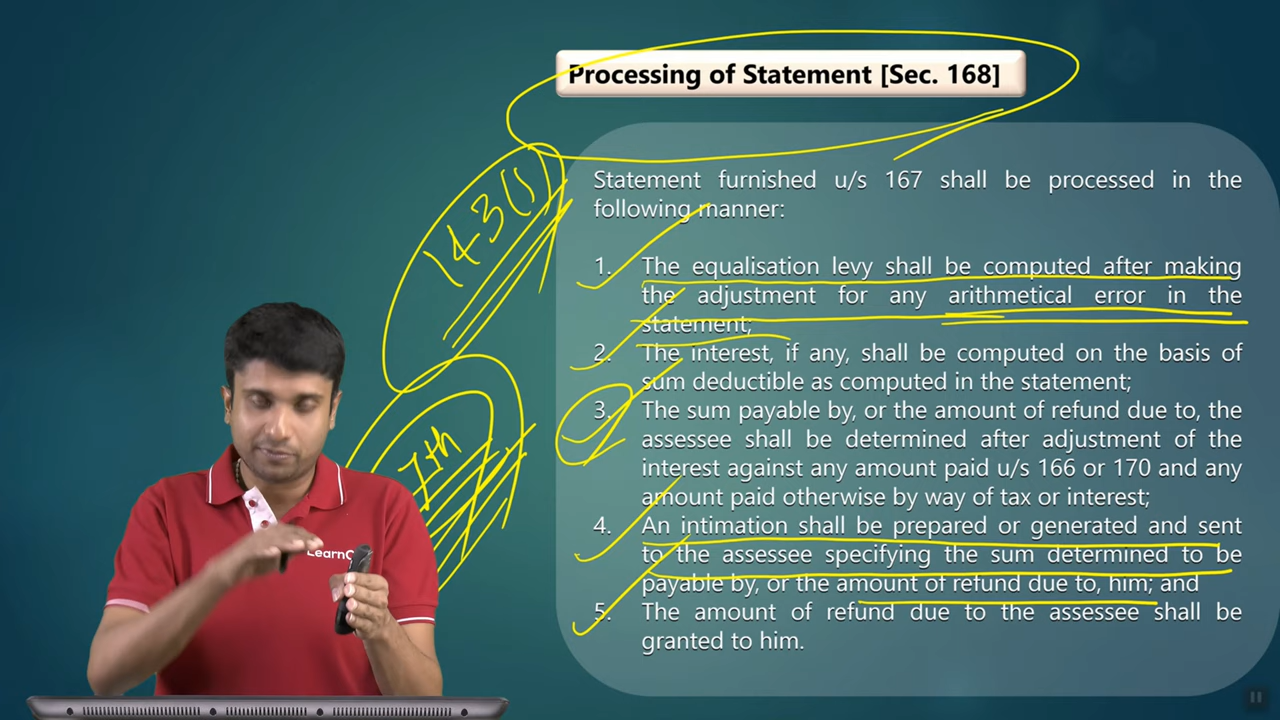 Processing of Statement [Sec. 168]
Statement furnished u/s 167 shall be processed in the
following manner:
1. The equalisation levy shall be computed after making
the adjustment for any arithmetical error in the
statement;
2. The interest, if any, shall be computed on the basis of
sum deductible as computed in the statement;
3. The sum payable by, or the amount of refund due to, the
assessee shall be determined after adjustment of the
interest against any amount paid u/s 166 or 170 and any
amount paid otherwise by way of tax or interest;
4. An intimation shall be prepared or generated and sent
to the assessee specifying the sum determined to be
payable by, or the amount of refund due to, him; and
5. The amount of refund due to the assessee shall be
granted to him.
143(1)